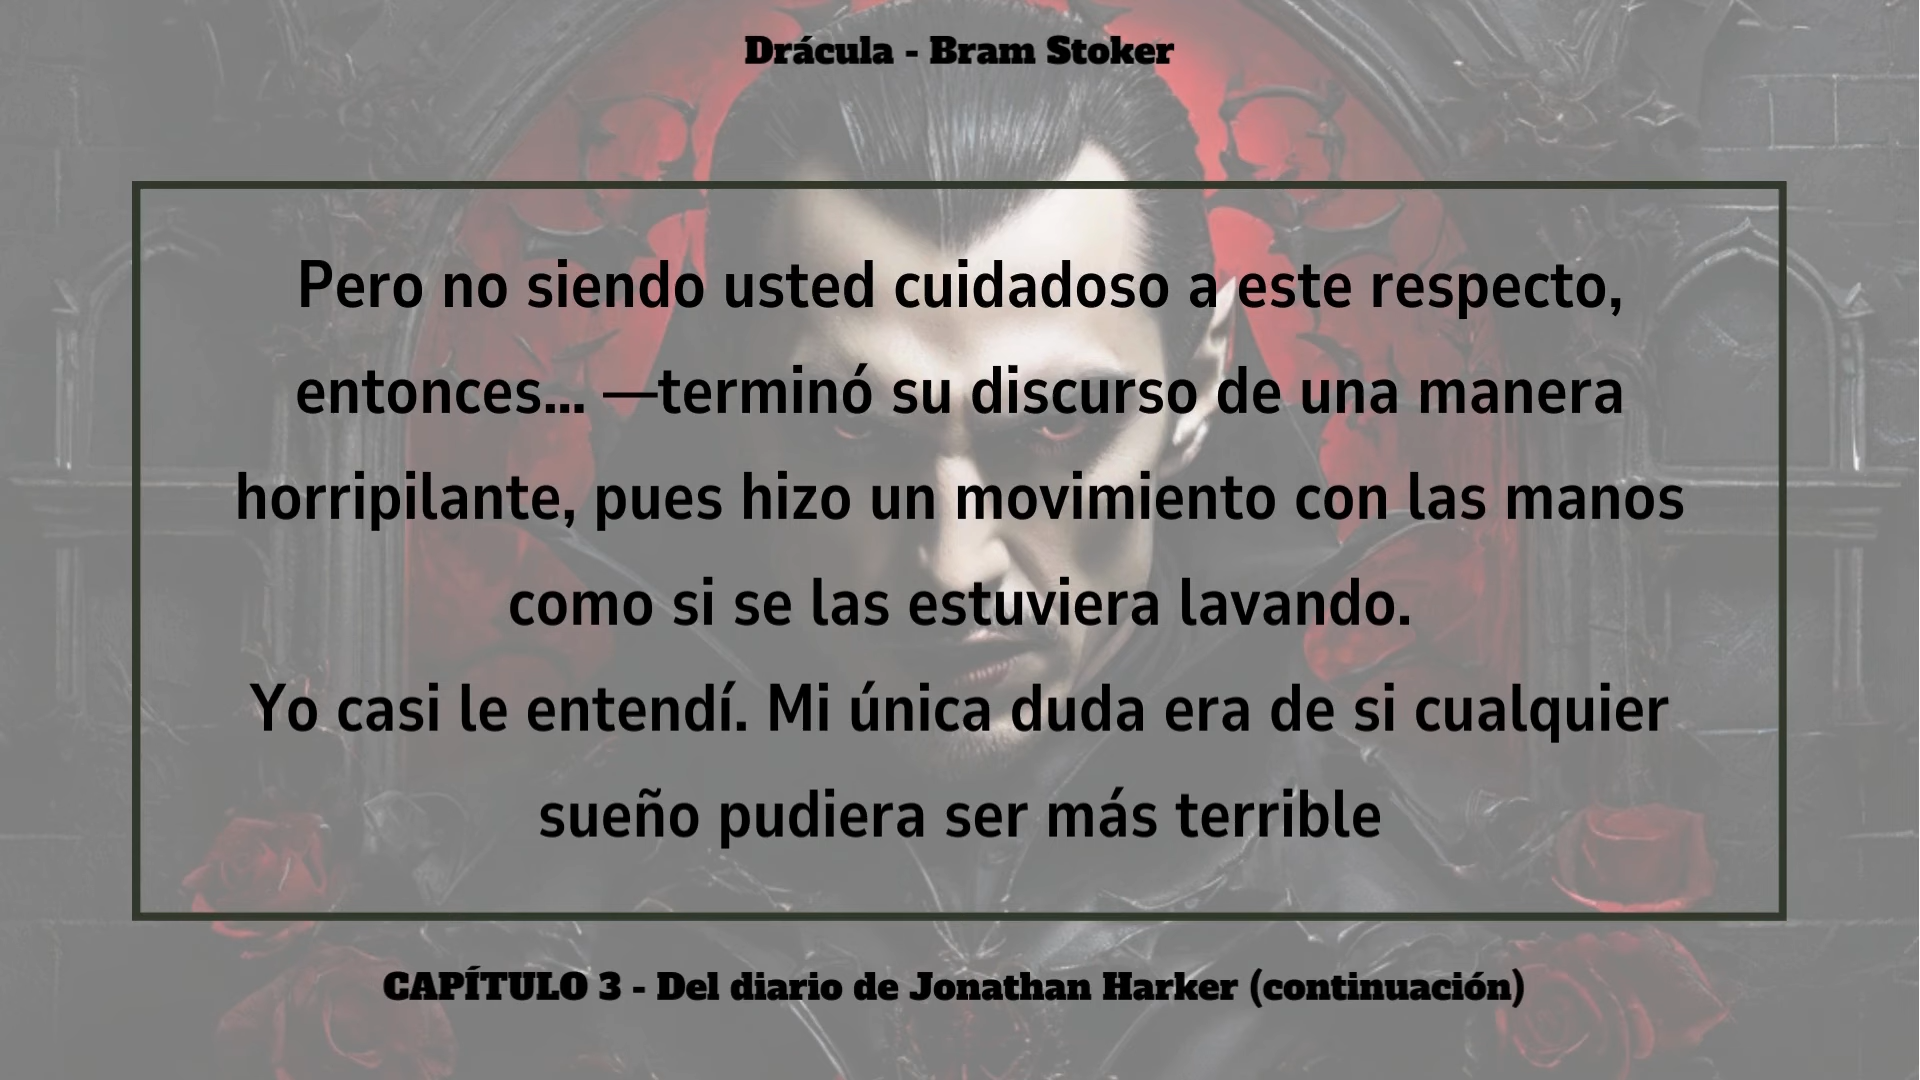 Drácula - Bram Stoker
Pero no siendo usted cuidadoso a este respecto,
entonces... —terminó su discurso de una manera
horripilante, pues hizo un movimiento con las manos
como si se las estuviera lavando.
Yo casi le entendí. Mi única duda era de si cualquier
sueño pudiera ser más terrible
CAPÍTULO 3 - Del diario de Jonathan Harker (continuación)